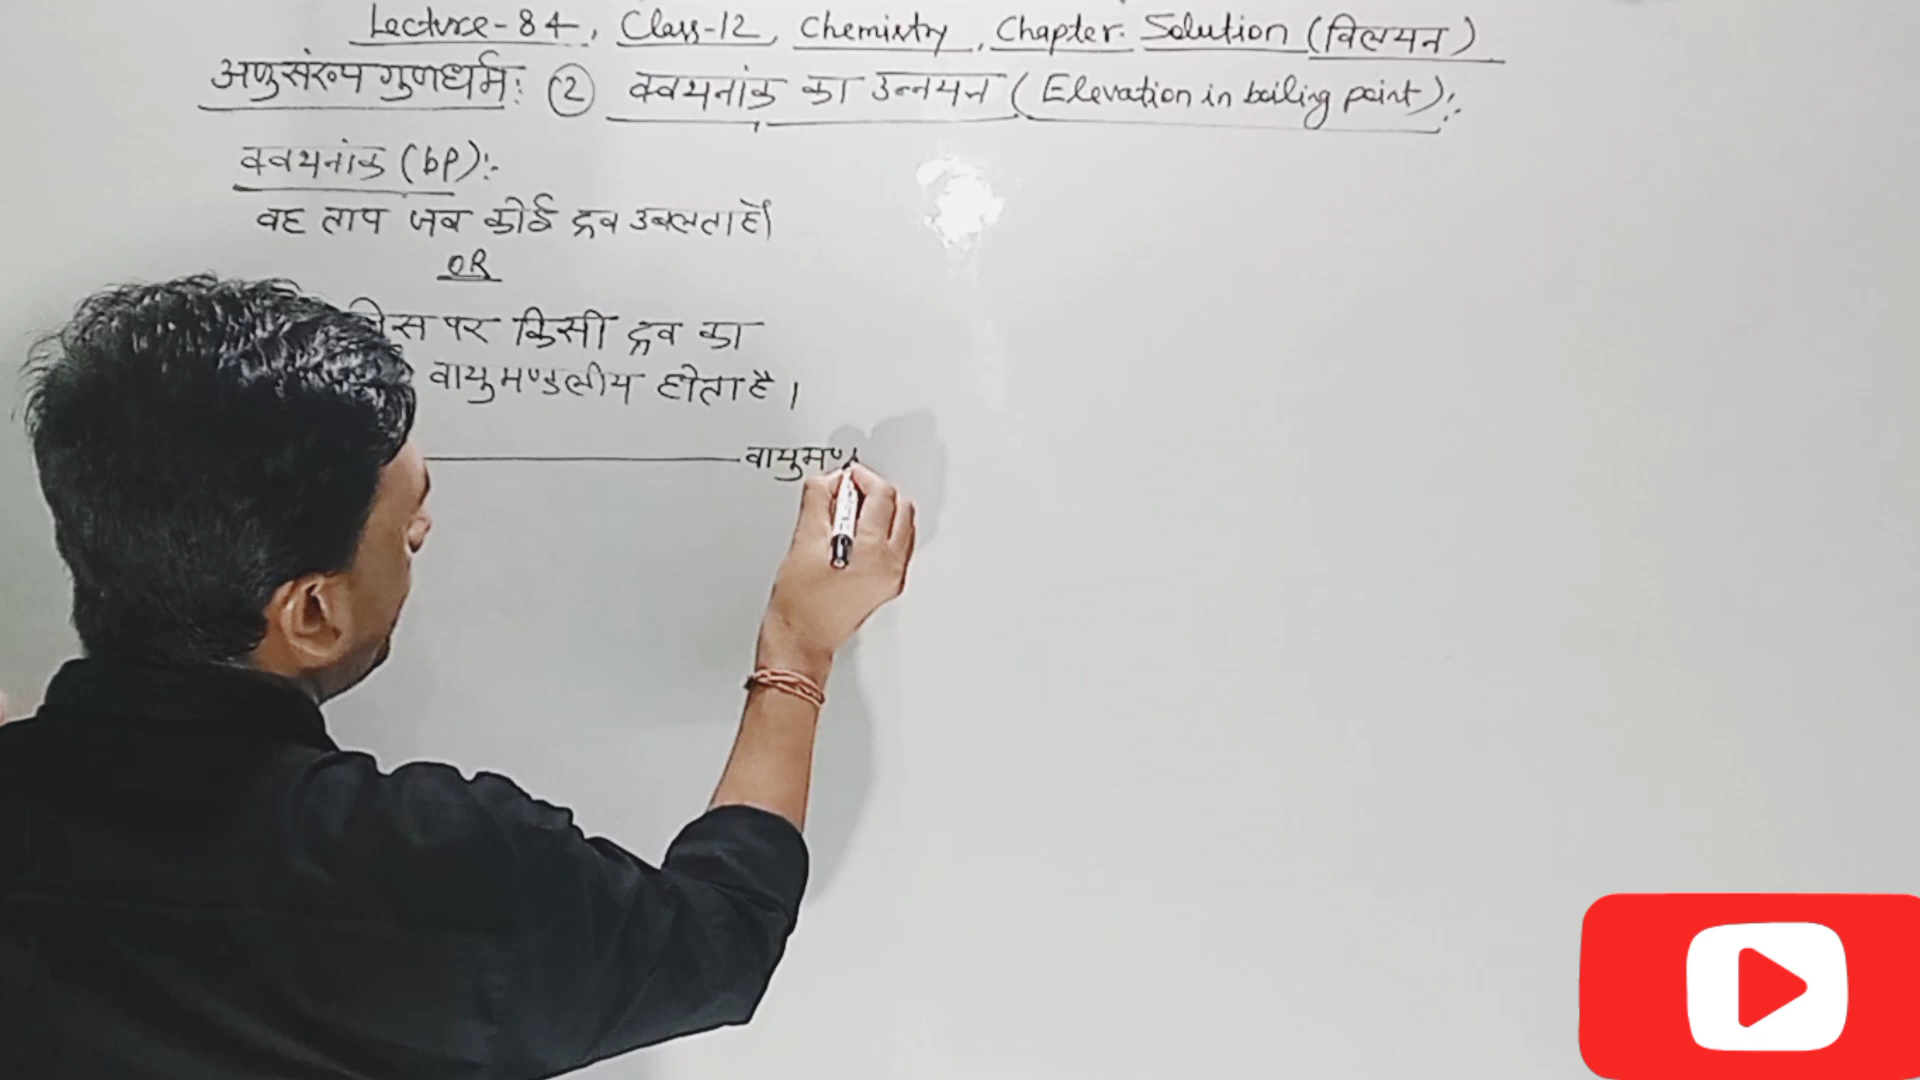 Lecture-84, Class-12, Chemistry, Chapter. Solution (विलयन)
अणुसंख्य गुणधर्म: (2) क्वथनांक का उन्नयन (Elevation in boiling point):-
क्वथनांक (bp):-
वह ताप जब कोई द्रव उबलता है।
OR
पर किसी द्रव का
वायुमण्डलीय होता है।